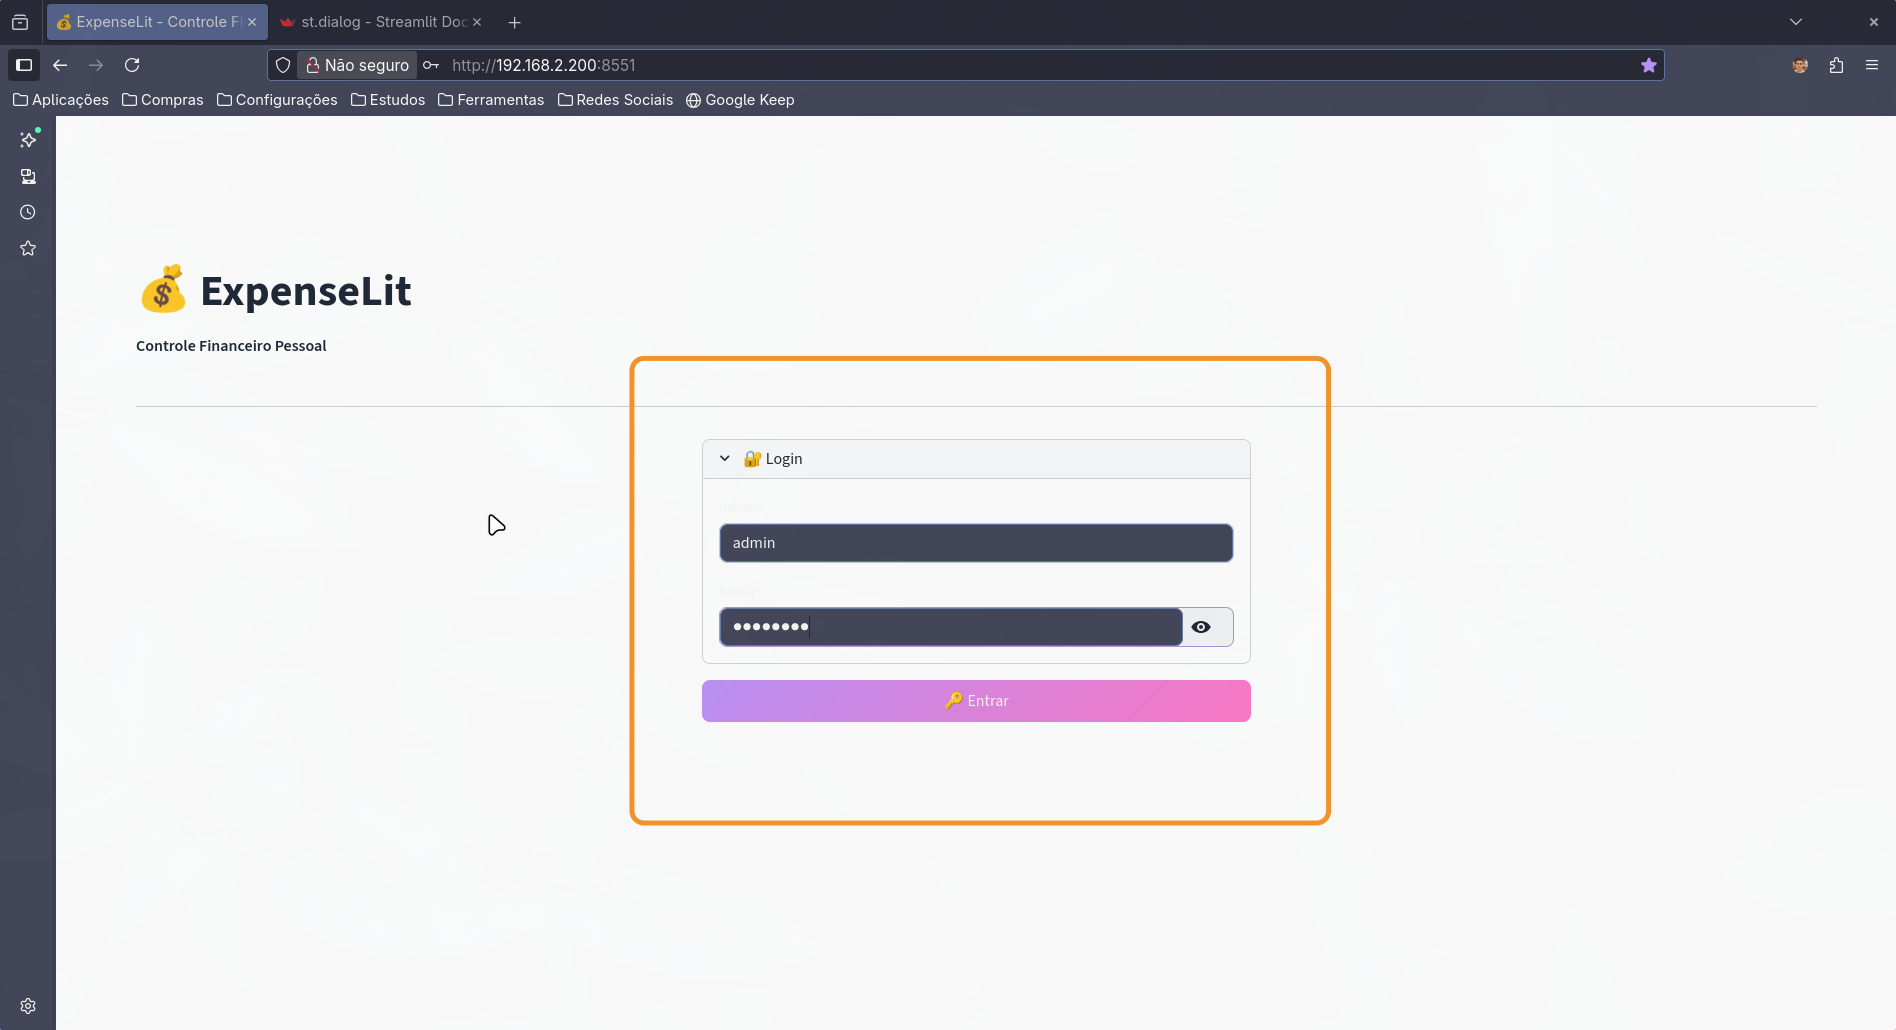 ExpenseLit - Controle Fi
st.dialog - Streamlit Doc
Não seguro
http://192.168.2.200:8551
Aplicações
Compras
Configurações
Estudos
Ferramentas
Redes Sociais
Google Keep
ExpenseLit
Controle Financeiro Pessoal
Login
Usuário
admin
Senha
Entrar